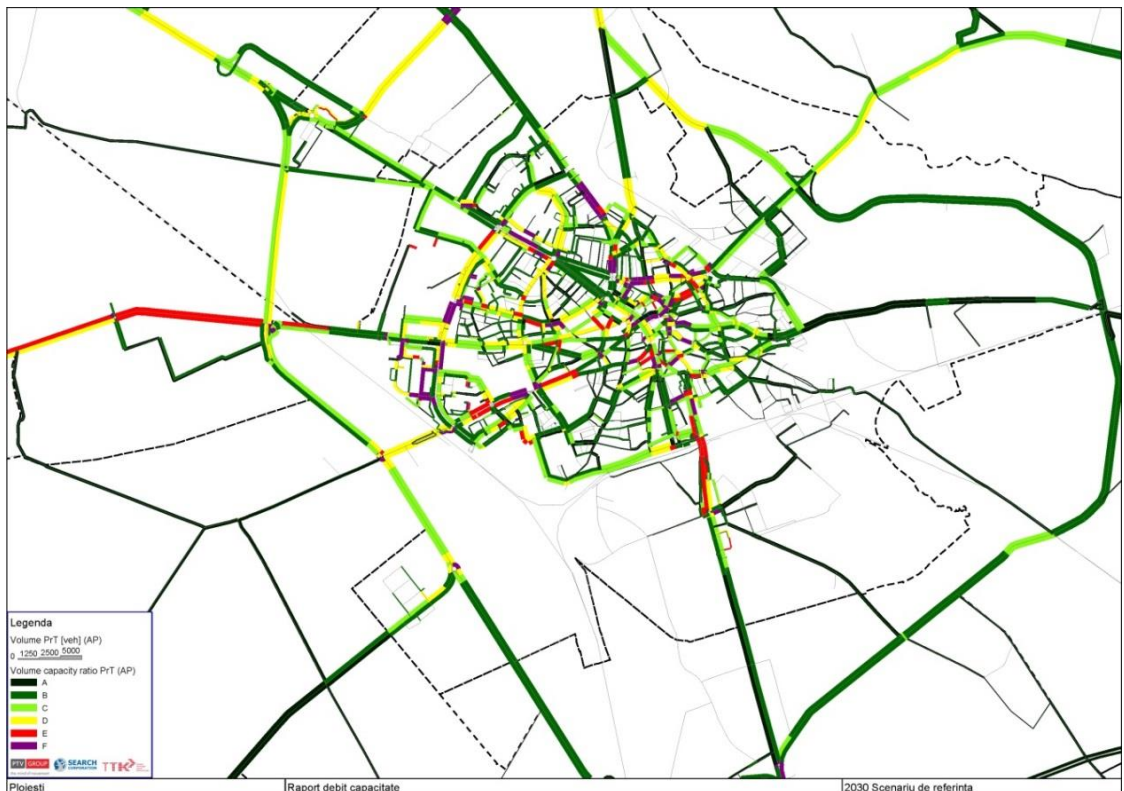 Legenda
Volume PrT [veh] (AP)
0 1250 2500 5000
Volume capacity ratio PrT (AP)
A
B
C
D
E
F
PTV GROUP SEARCH CORPORATION TTK
Ploiesti Raport debit capacitate 2030 Scenariu de referinta